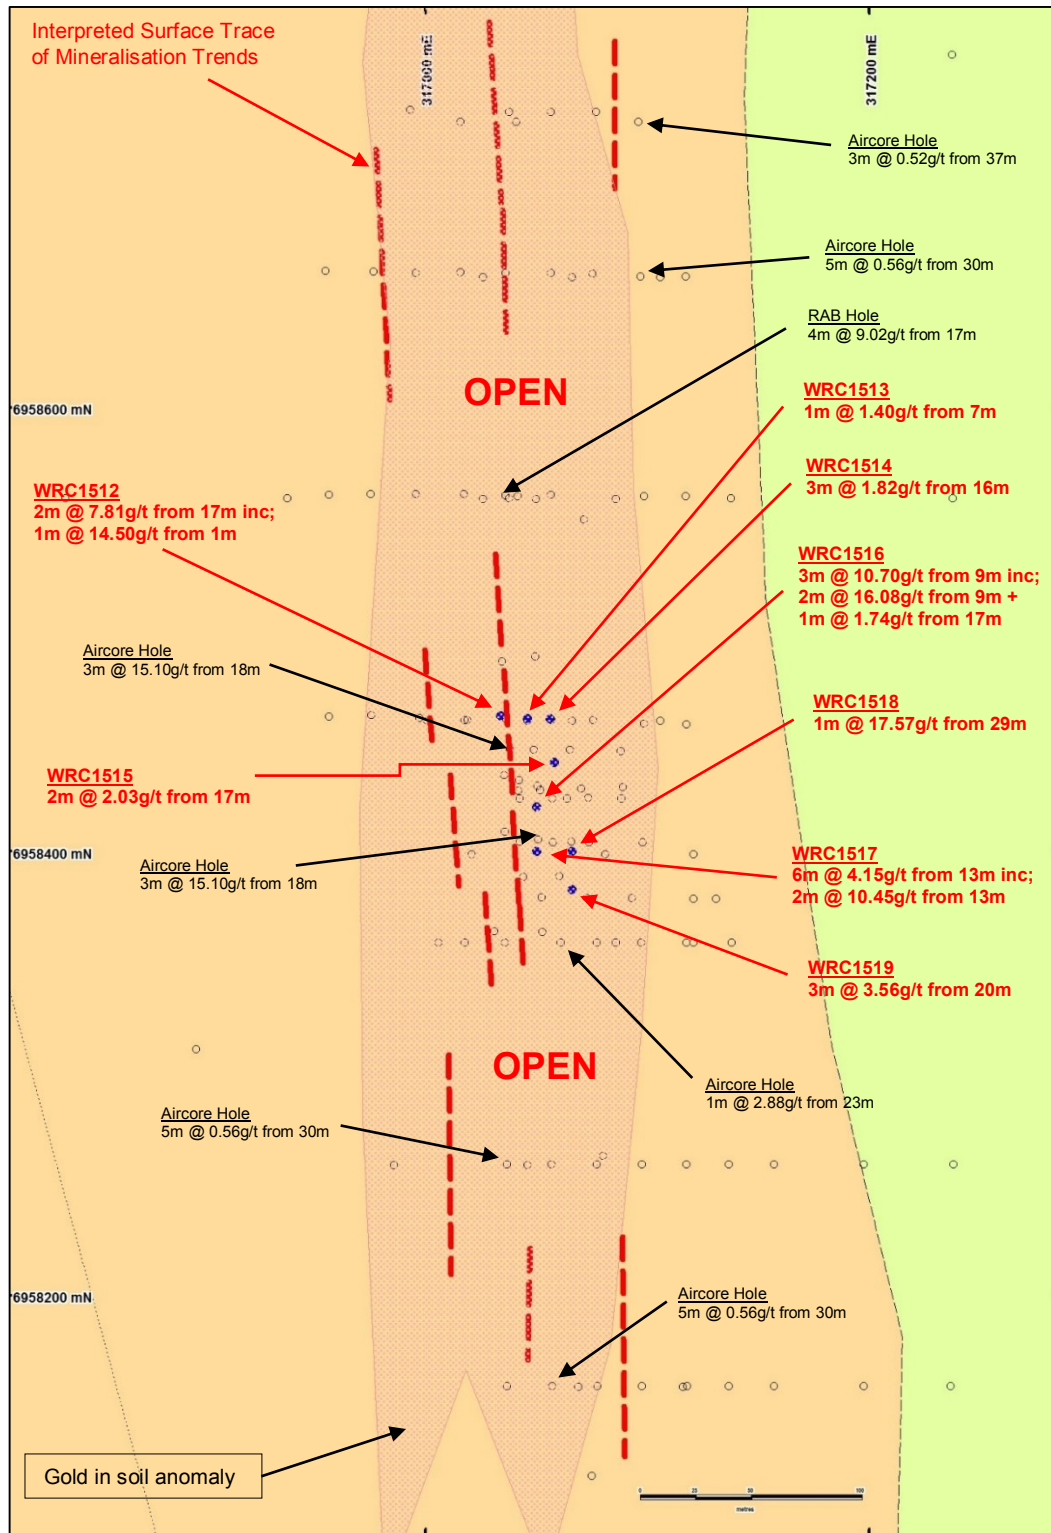 Interpreted Surface Trace
of Mineralisation Trends
317000 mE
317200 mE
Aircore Hole
3m @ 0.52g/t from 37m
Aircore Hole
5m @ 0.56g/t from 30m
RAB Hole
4m @ 9.02g/t from 17m
OPEN
WRC1513
1m @ 1.40g/t from 7m
6958600 mN
WRC1514
3m @ 1.82g/t from 16m
WRC1512
2m @ 7.81g/t from 17m inc;
1m @ 14.50g/t from 1m
WRC1516
3m @ 10.70g/t from 9m inc;
2m @ 16.08g/t from 9m +
1m @ 1.74g/t from 17m
Aircore Hole
3m @ 15.10g/t from 18m
WRC1518
1m @ 17.57g/t from 29m
WRC1515
2m @ 2.03g/t from 17m
6958400 mN
Aircore Hole
3m @ 15.10g/t from 18m
WRC1517
6m @ 4.15g/t from 13m inc;
2m @ 10.45g/t from 13m
WRC1519
3m @ 3.56g/t from 20m
OPEN
Aircore Hole
1m @ 2.88g/t from 23m
Aircore Hole
5m @ 0.56g/t from 30m
6958200 mN
Aircore Hole
5m @ 0.56g/t from 30m
Gold in soil anomaly
0 25 50 100
metres